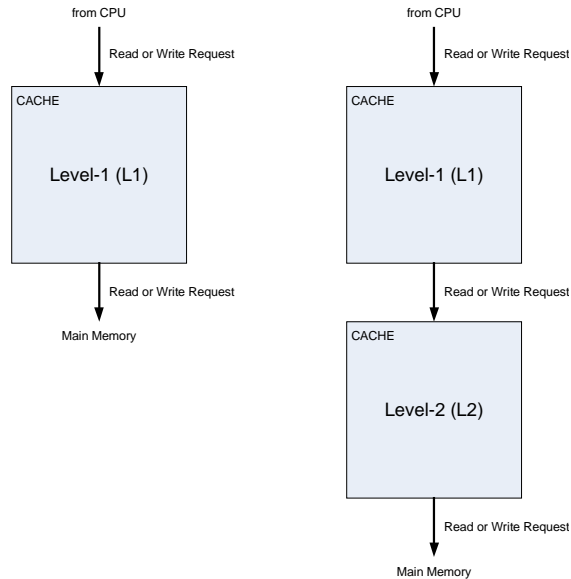 from CPU
Read or Write Request
CACHE
Level-1 (L1)
Read or Write Request
Main Memory
from CPU
Read or Write Request
CACHE
Level-1 (L1)
Read or Write Request
CACHE
Level-2 (L2)
Read or Write Request
Main Memory